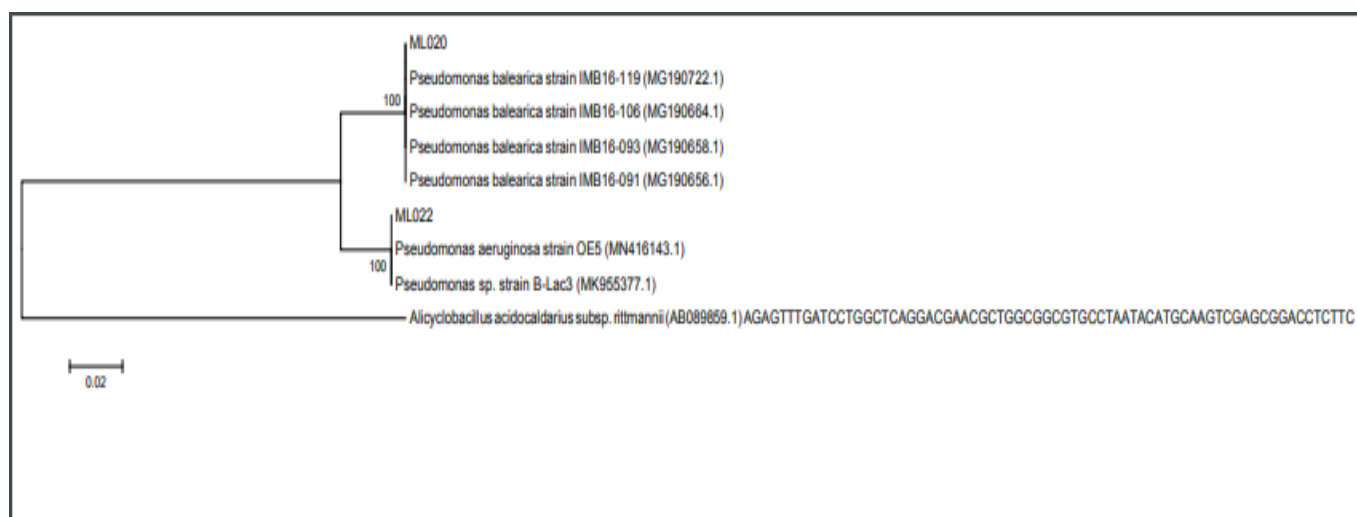 ML020
Pseudomonas balearica strain IMB16-119 (MG190722.1)
100
Pseudomonas balearica strain IMB16-106 (MG190664.1)
Pseudomonas balearica strain IMB16-093 (MG190658.1)
Pseudomonas balearica strain IMB16-091 (MG190656.1)
ML022
Pseudomonas aeruginosa strain OE5 (MN416143.1)
100
Pseudomonas sp. strain B-Lac3 (MK955377.1)
Alicyclobacillus acidocaldarius subsp. rittmannii (AB089859.1) AGAGTTTGATCCTGGCTCAGGACGAACGCTGGCGGCGTGCCTAATACATGCAAGTCGAGCGGACCTCTTC
0.02